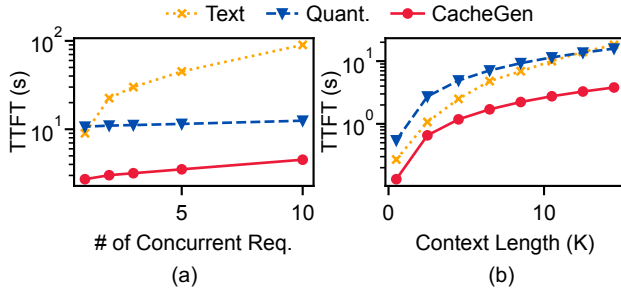 Text Quant. CacheGen
10²
10¹
TTFT (s)
5
10
# of Concurrent Req.
(a)
10¹
10⁰
TTFT (s)
0
10
Context Length (K)
(b)